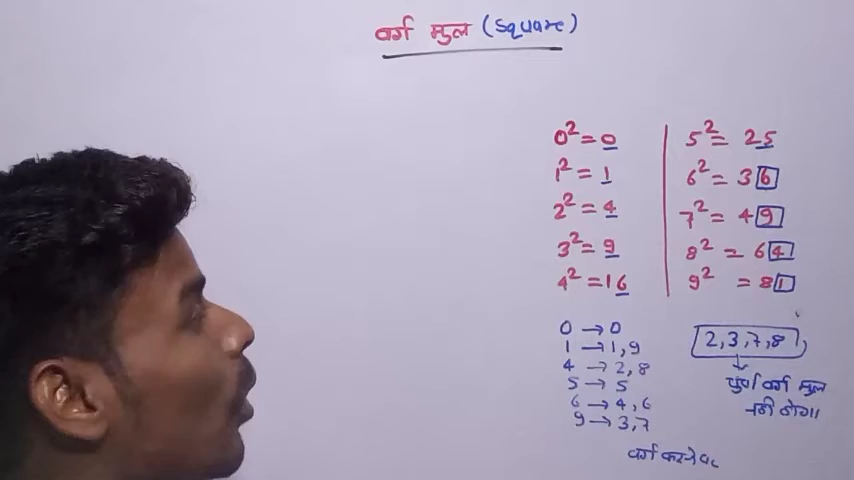 वर्ग मुल (Square)
0² = 0
1² = 1
2² = 4
3² = 9
4² = 16
5² = 25
6² = 36
7² = 49
8² = 64
9² = 81
0 → 0
1 → 1, 9
4 → 2, 8
5 → 5
6 → 4, 6
9 → 3, 7
2, 3, 7, 8
पुर्ण वर्ग मुल
नही होगा॥
वर्ग करने